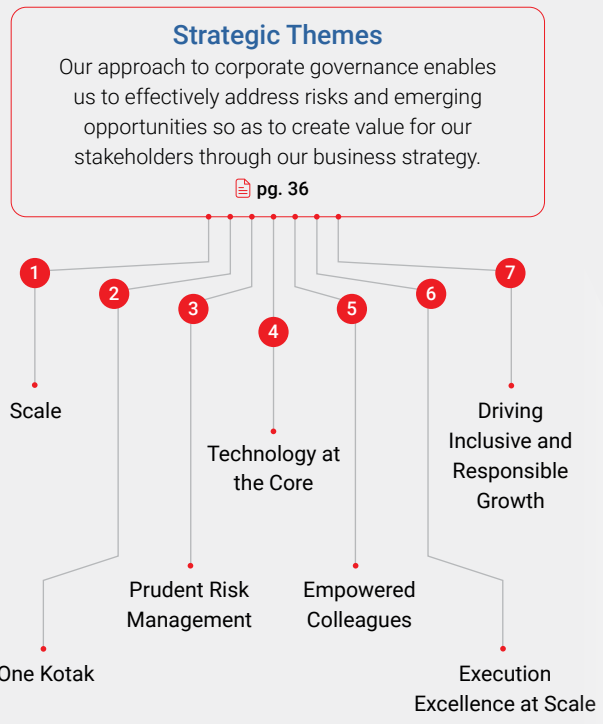 Strategic Themes
Our approach to corporate governance enables
us to effectively address risks and emerging
opportunities so as to create value for our
stakeholders through our business strategy.
pg. 36
1
2
3
4
5
6
7
Scale
One Kotak
Prudent Risk
Management
Technology at
the Core
Empowered
Colleagues
Execution
Excellence at Scale
Driving
Inclusive and
Responsible
Growth